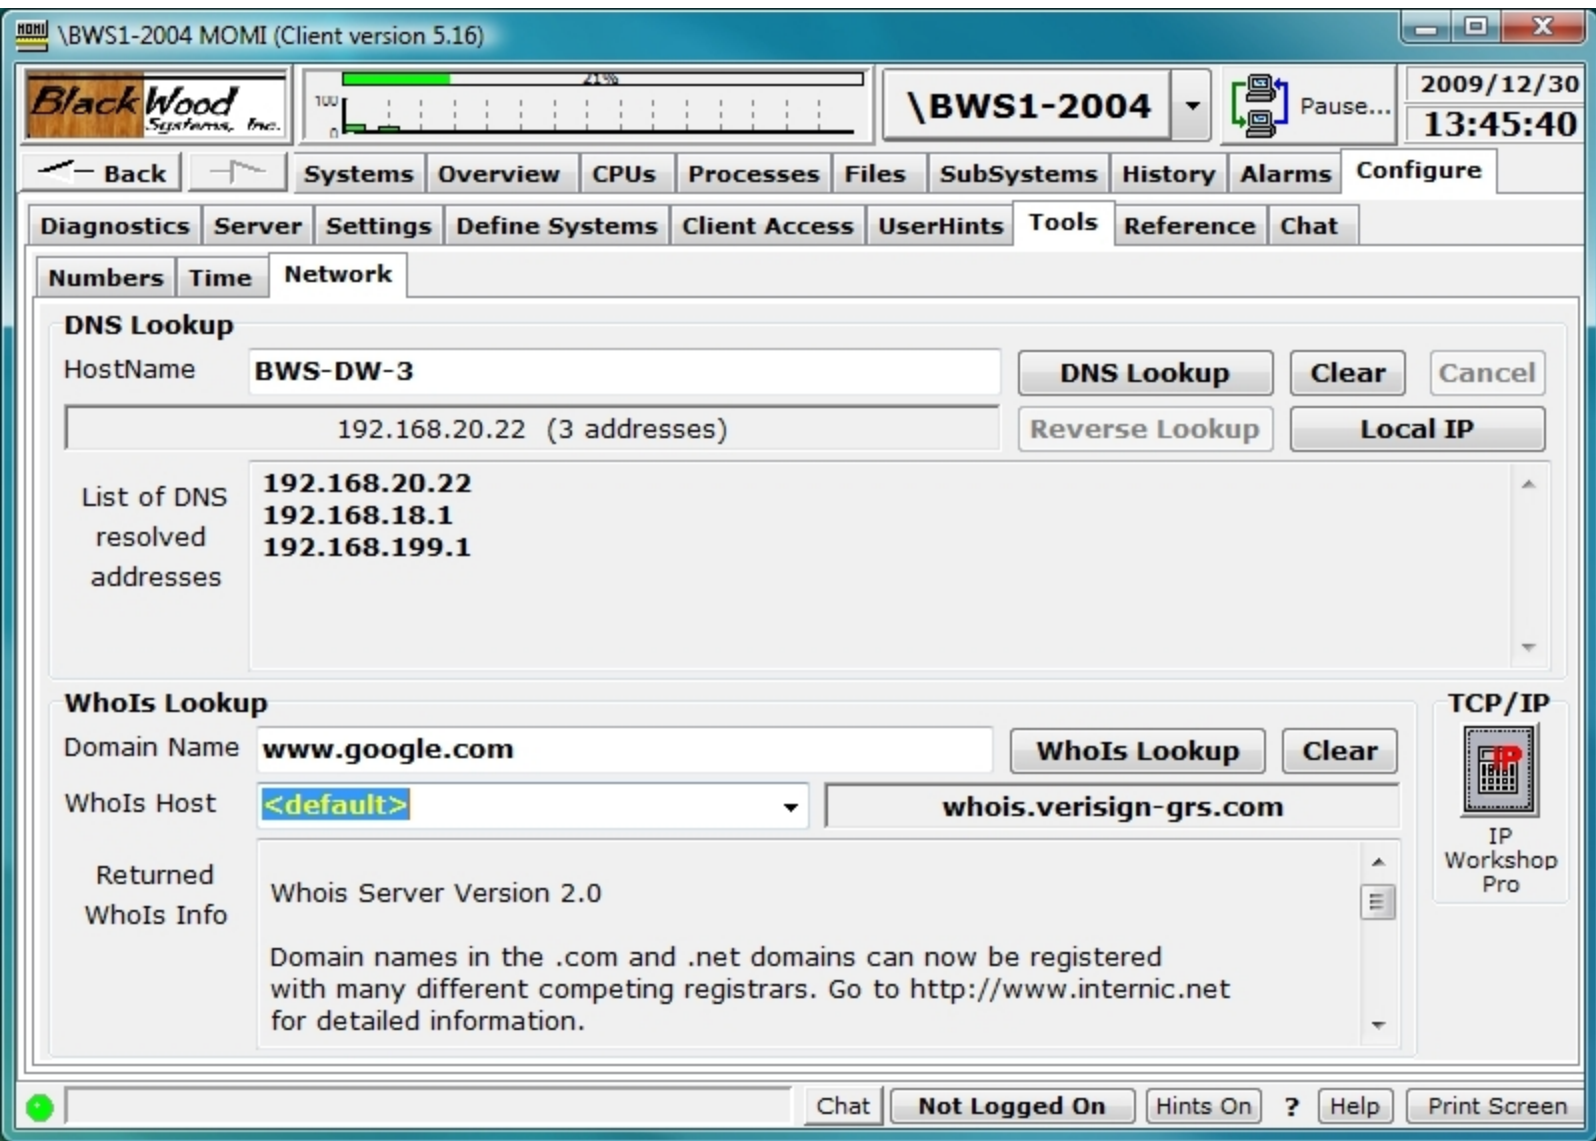 MOMI \BWS1-2004 MOMI (Client version 5.16)
BlackWood Systems, Inc.
21%
100
0
\BWS1-2004
Pause...
2009/12/30
13:45:40
Back Systems Overview CPUs Processes Files SubSystems History Alarms Configure
Diagnostics Server Settings Define Systems Client Access UserHints Tools Reference Chat
Numbers Time Network
DNS Lookup
HostName BWS-DW-3 DNS Lookup Clear Cancel
192.168.20.22 (3 addresses) Reverse Lookup Local IP
List of DNS
resolved
addresses
192.168.20.22
192.168.18.1
192.168.199.1
WhoIs Lookup
Domain Name www.google.com WhoIs Lookup Clear
WhoIs Host <default> whois.verisign-grs.com
Returned
WhoIs Info
Whois Server Version 2.0
Domain names in the .com and .net domains can now be registered
with many different competing registrars. Go to http://www.internic.net
for detailed information.
TCP/IP
IP
IP
Workshop
Pro
Chat Not Logged On Hints On ? Help Print Screen